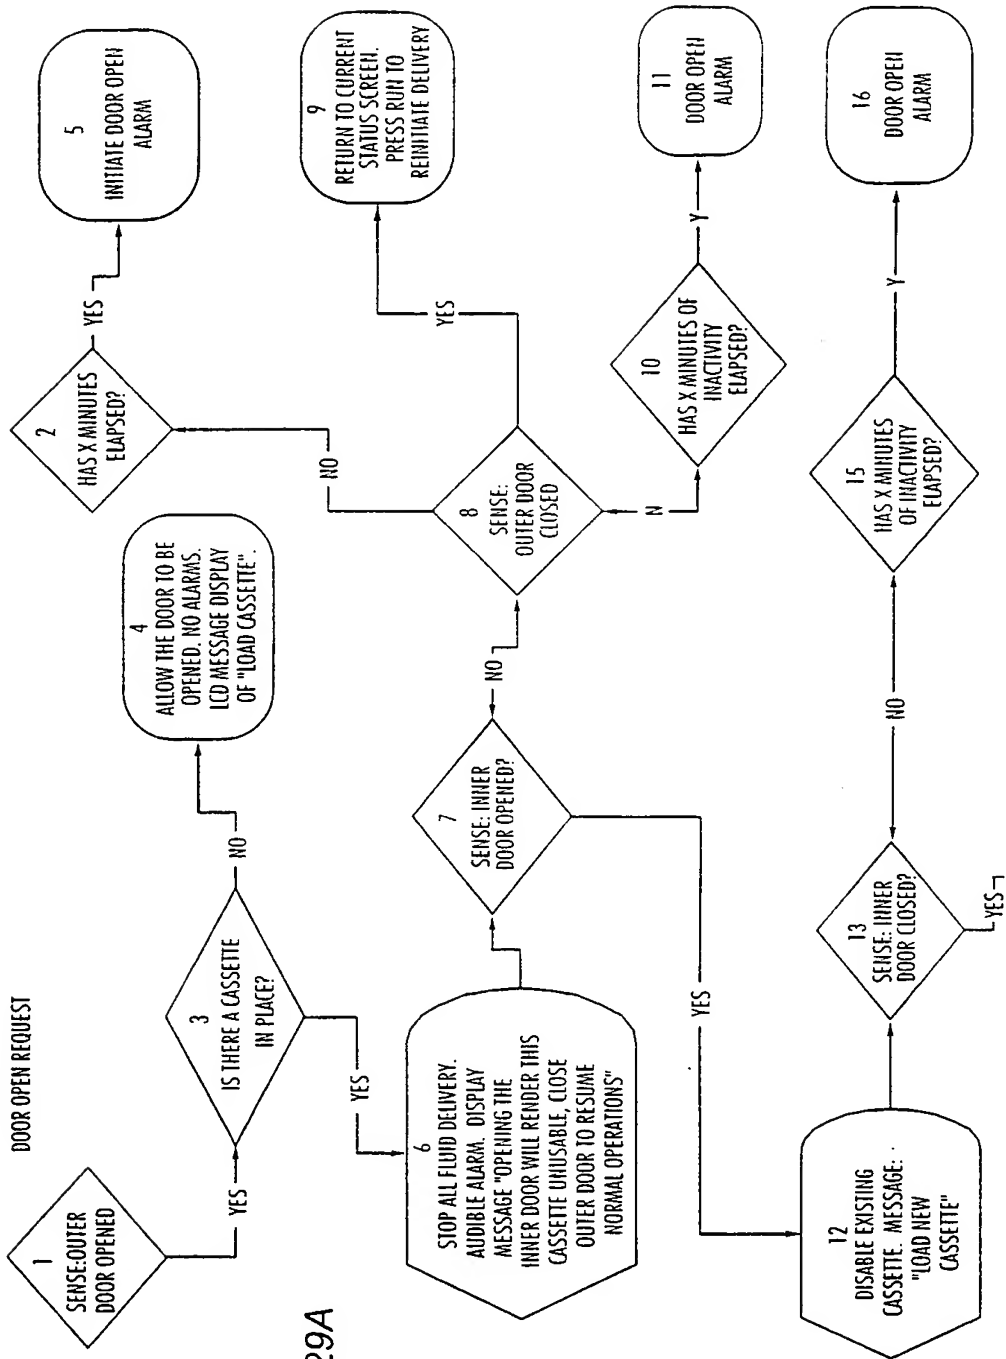 DOOR OPEN REQUEST
1
SENSE:OUTER
DOOR OPENED
YES
3
IS THERE A CASSETTE
IN PLACE?
NO
4
ALLOW THE DOOR TO BE
OPENED. NO ALARMS.
LCD MESSAGE DISPLAY
OF "LOAD CASSETTE".
2
HAS X MINUTES
ELAPSED?
YES
5
INITIATE DOOR OPEN
ALARM
YES
6
STOP ALL FLUID DELIVERY.
AUDIBLE ALARM. DISPLAY
MESSAGE "OPENING THE
INNER DOOR WILL RENDER THIS
CASSETTE UNUSABLE, CLOSE
OUTER DOOR TO RESUME
NORMAL OPERATIONS"
7
SENSE: INNER
DOOR OPENED?
NO
8
SENSE:
OUTER DOOR
CLOSED
NO
YES
9
RETURN TO CURRENT
STATUS SCREEN.
PRESS RUN TO
REINITIATE DELIVERY
N
10
HAS X MINUTES OF
INACTIVITY
ELAPSED?
Y
11
DOOR OPEN
ALARM
YES
12
DISABLE EXISTING
CASSETTE. MESSAGE:
"LOAD NEW
CASSETTE"
13
SENSE: INNER
DOOR CLOSED?
YES
NO
15
HAS X MINUTES
OF INACTIVITY
ELAPSED?
Y
16
DOOR OPEN
ALARM
29A